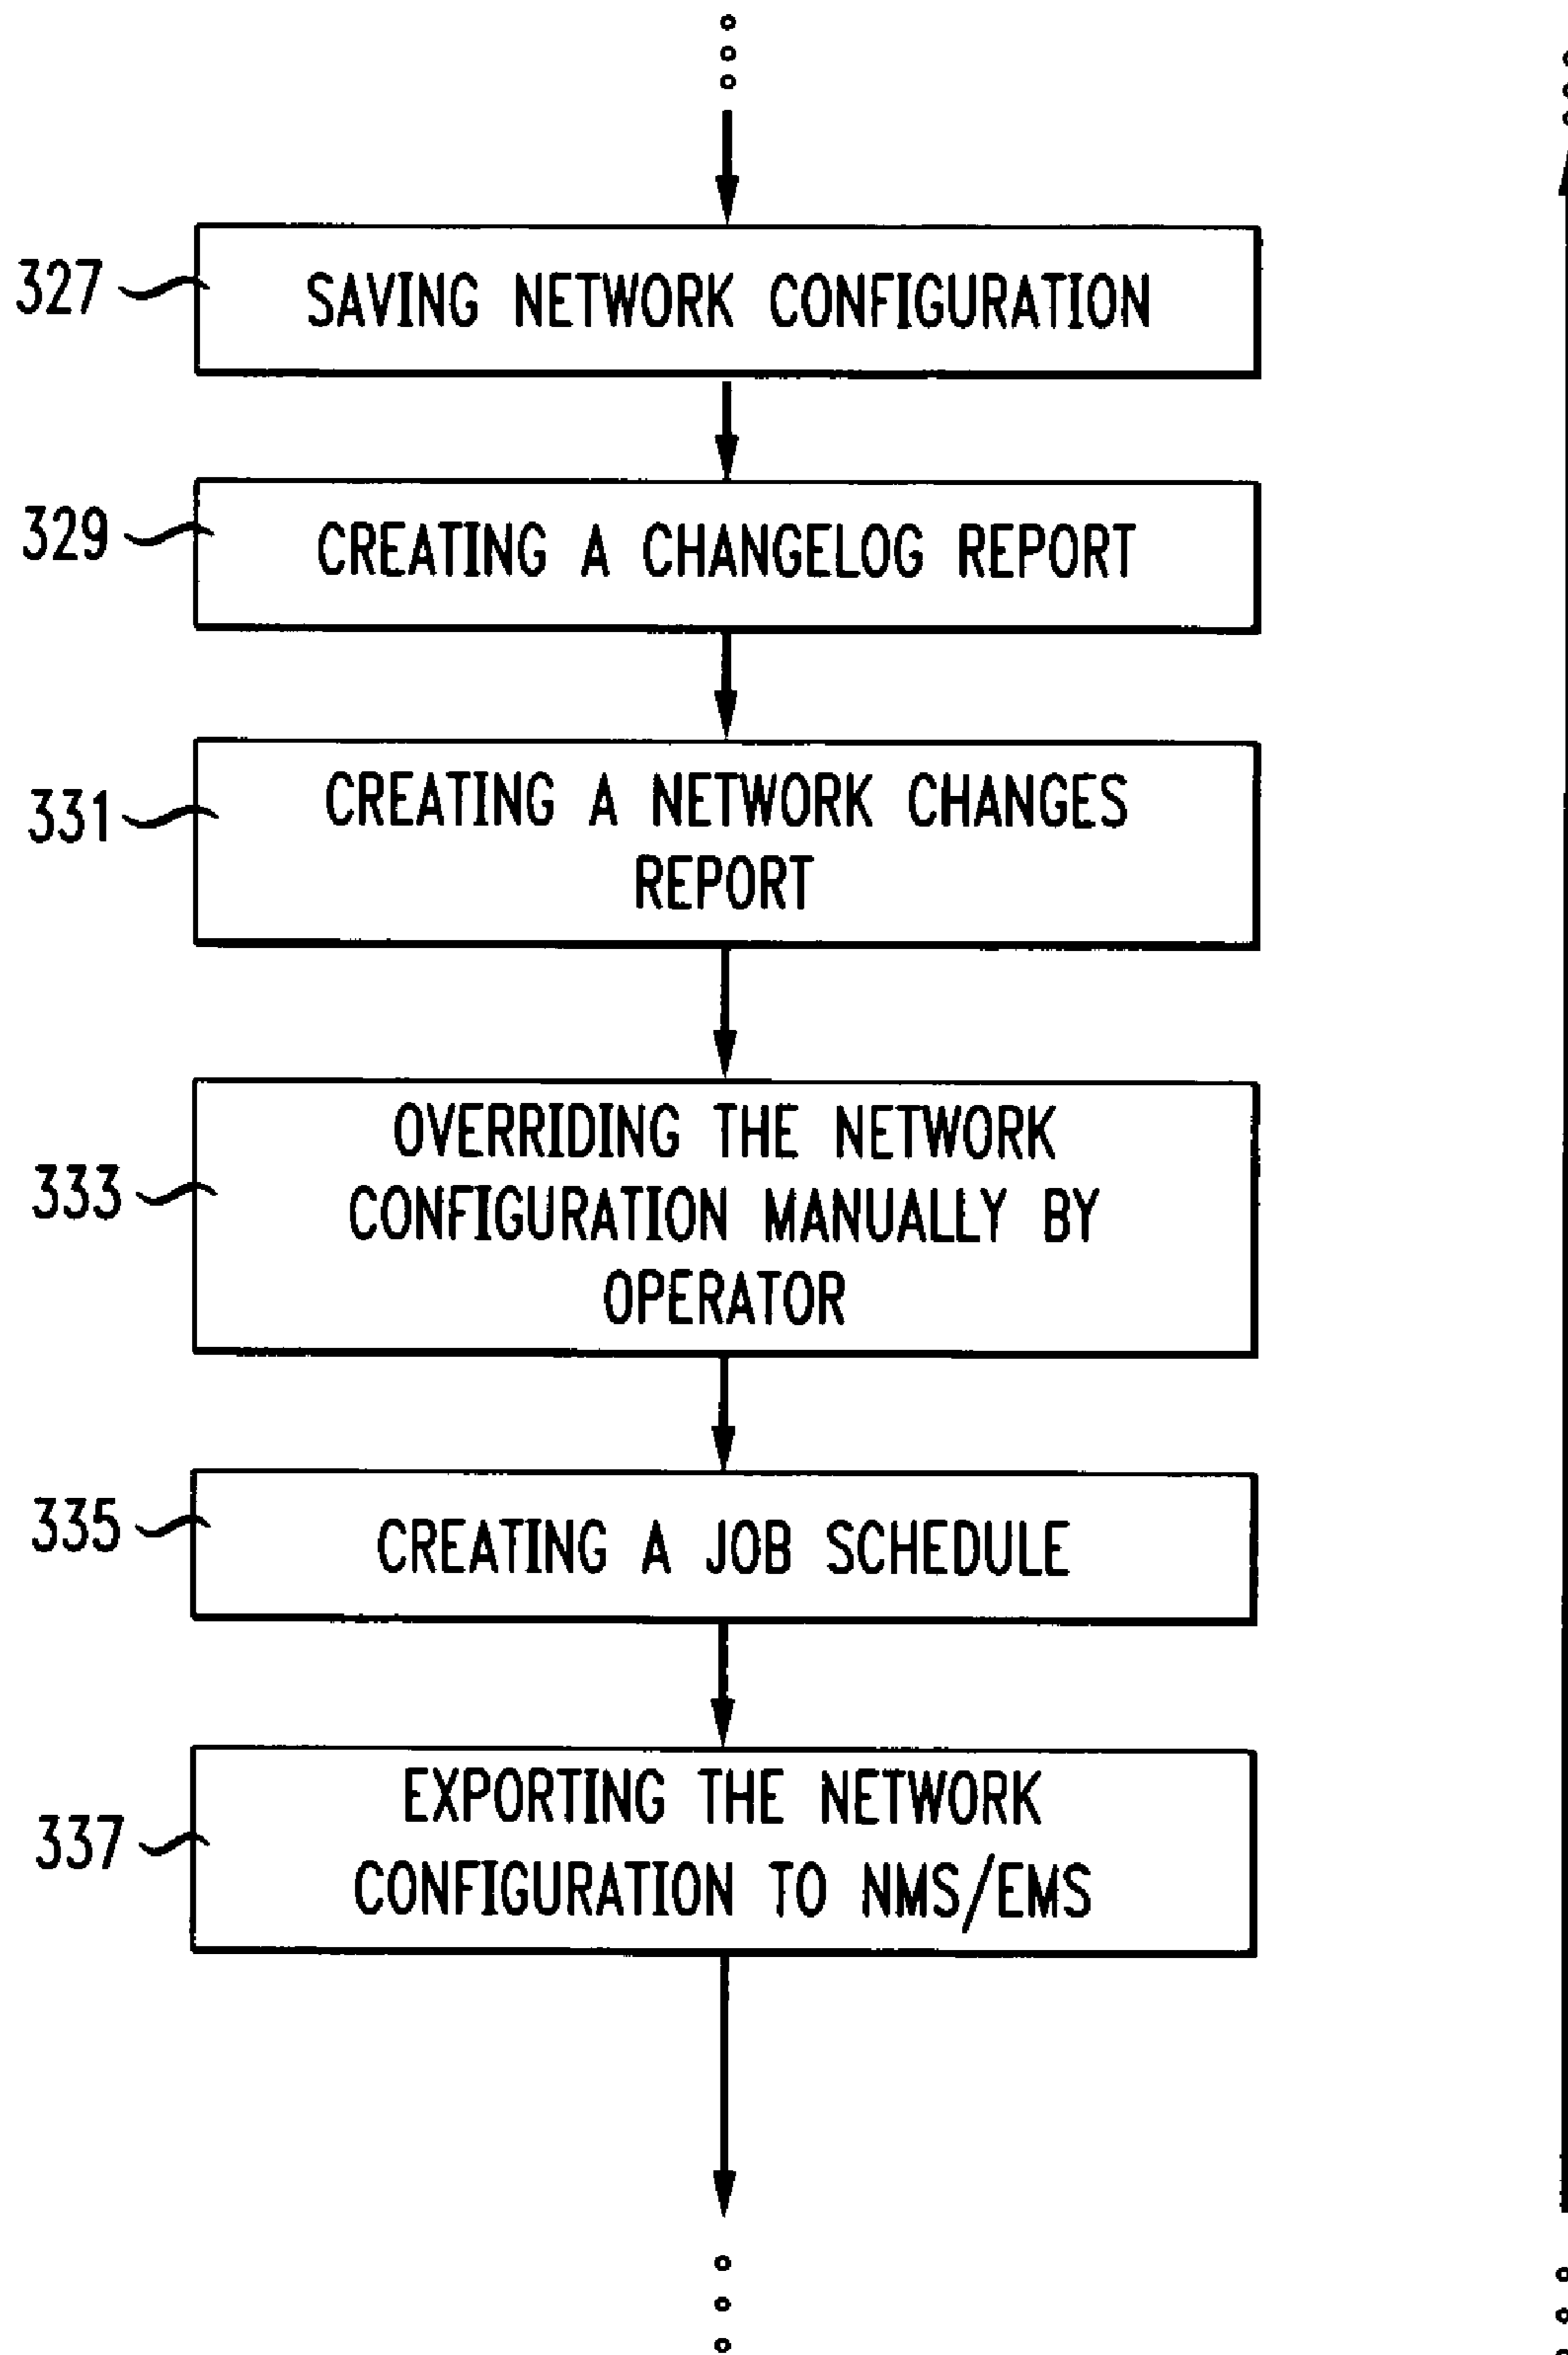 327
SAVING NETWORK CONFIGURATION
329
CREATING A CHANGELOG REPORT
331
CREATING A NETWORK CHANGES
REPORT
333
OVERRIDING THE NETWORK
CONFIGURATION MANUALLY BY
OPERATOR
335
CREATING A JOB SCHEDULE
337
EXPORTING THE NETWORK
CONFIGURATION TO NMS/EMS